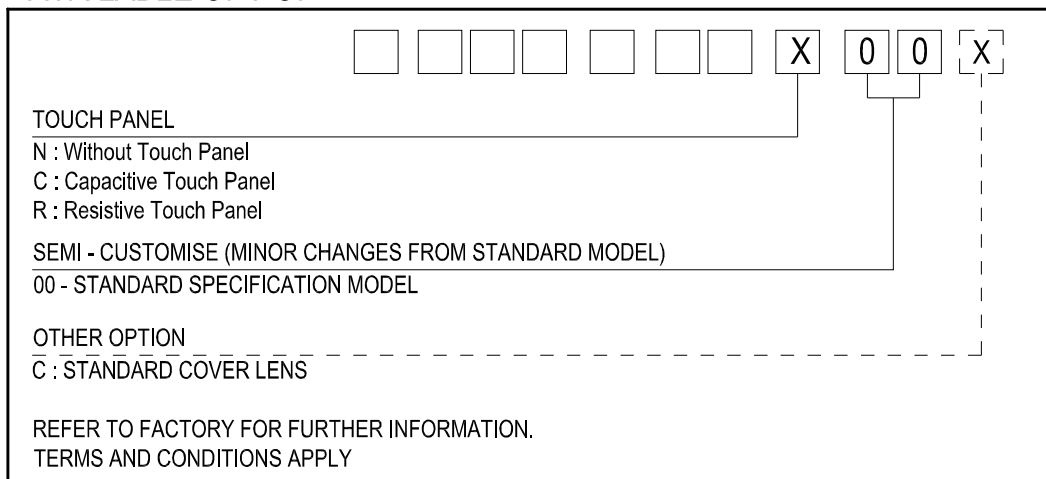 X 0 0 X
TOUCH PANEL
N : Without Touch Panel
C : Capacitive Touch Panel
R : Resistive Touch Panel
SEMI - CUSTOMISE (MINOR CHANGES FROM STANDARD MODEL)
00 - STANDARD SPECIFICATION MODEL
OTHER OPTION
C : STANDARD COVER LENS
REFER TO FACTORY FOR FURTHER INFORMATION.
TERMS AND CONDITIONS APPLY